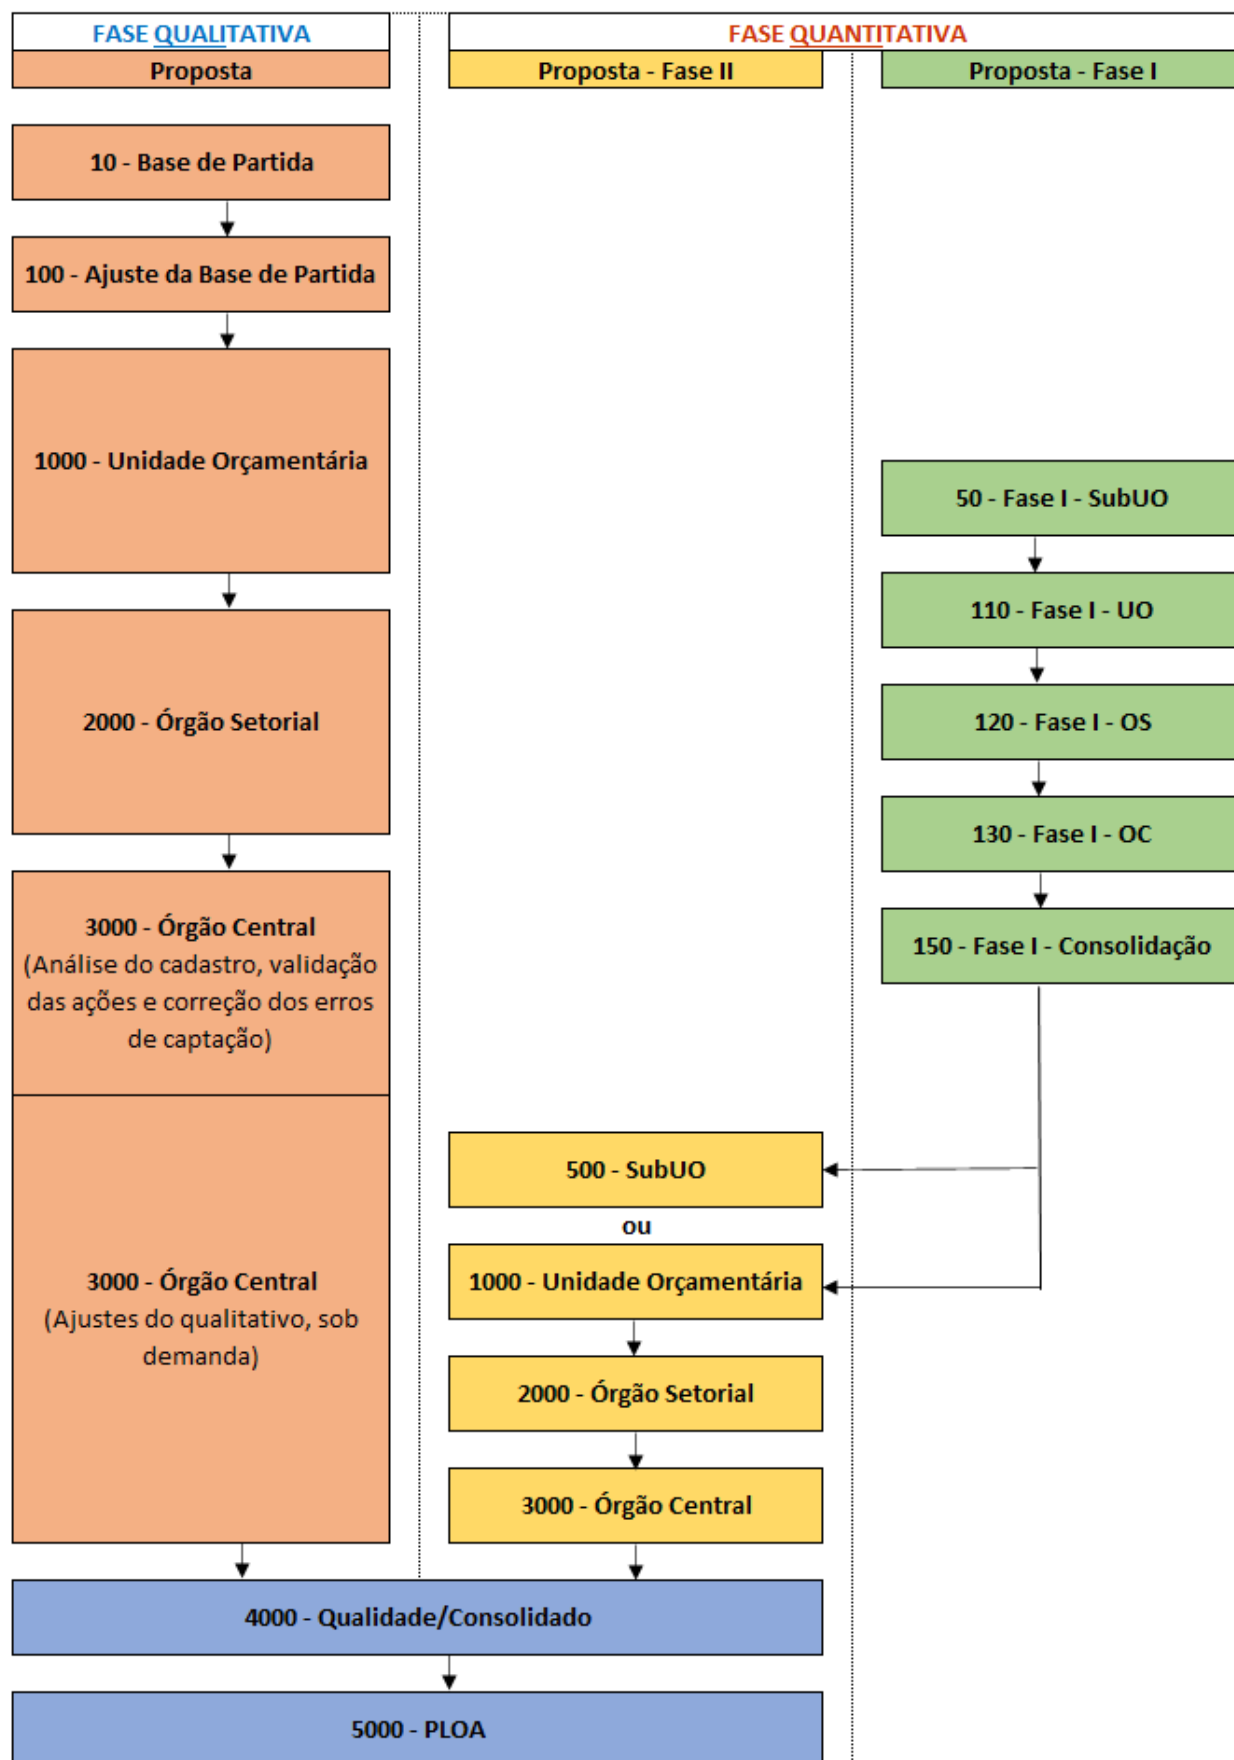 FASE QUALITATIVA
Proposta
10 - Base de Partida
100 - Ajuste da Base de Partida
1000 - Unidade Orçamentária
2000 - Órgão Setorial
3000 - Órgão Central
(Análise do cadastro, validação
das ações e correção dos erros
de captação)
3000 - Órgão Central
(Ajustes do qualitativo, sob
demanda)
FASE QUANTITATIVA
Proposta - Fase II
500 - SubUO
ou
1000 - Unidade Orçamentária
2000 - Órgão Setorial
3000 - Órgão Central
Proposta - Fase I
50 - Fase I - SubUO
110 - Fase I - UO
120 - Fase I - OS
130 - Fase I - OC
150 - Fase I - Consolidação
4000 - Qualidade/Consolidado
5000 - PLOA